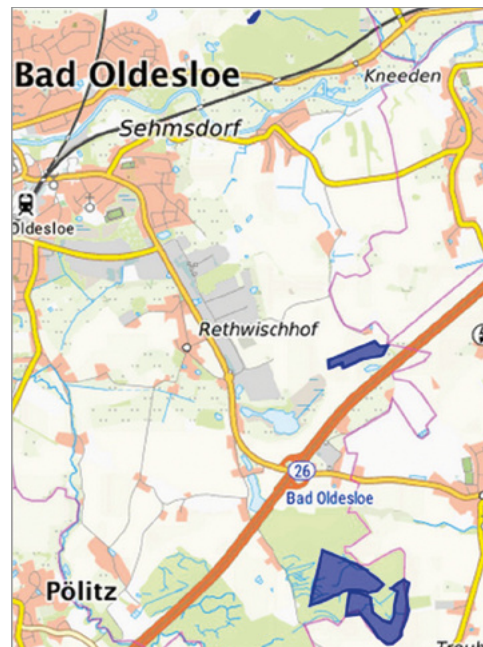 Bad Oldesloe
Kneeden
Sehmsdorf
Oldesloe
Rethwischhof
26
Bad Oldesloe
Pölitz